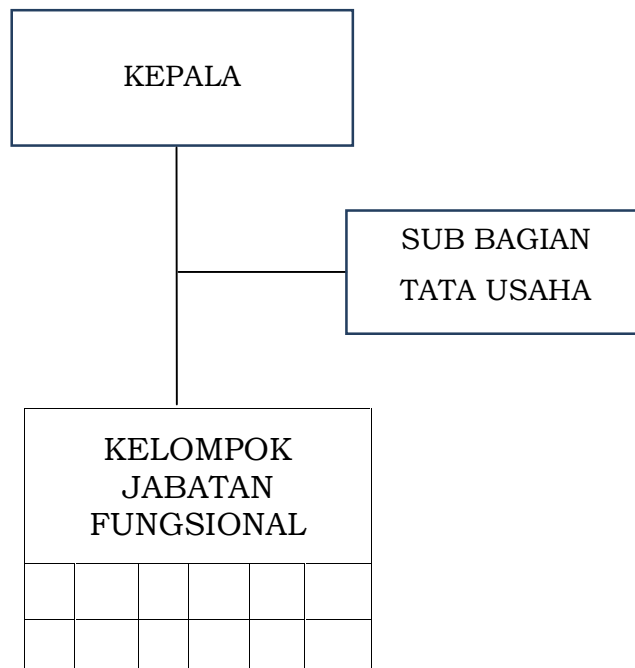 KEPALA
SUB BAGIAN
TATA USAHA
KELOMPOK
JABATAN
FUNGSIONAL